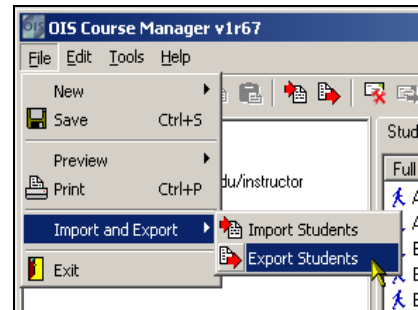 OIS OIS Course Manager v1r67
File Edit Tools Help
New
Save Ctrl+S
Preview
Print Ctrl+P
Import and Export
Exit
Import Students
Export Students
du/instructor
Stud
Full
A
A
E
E
E